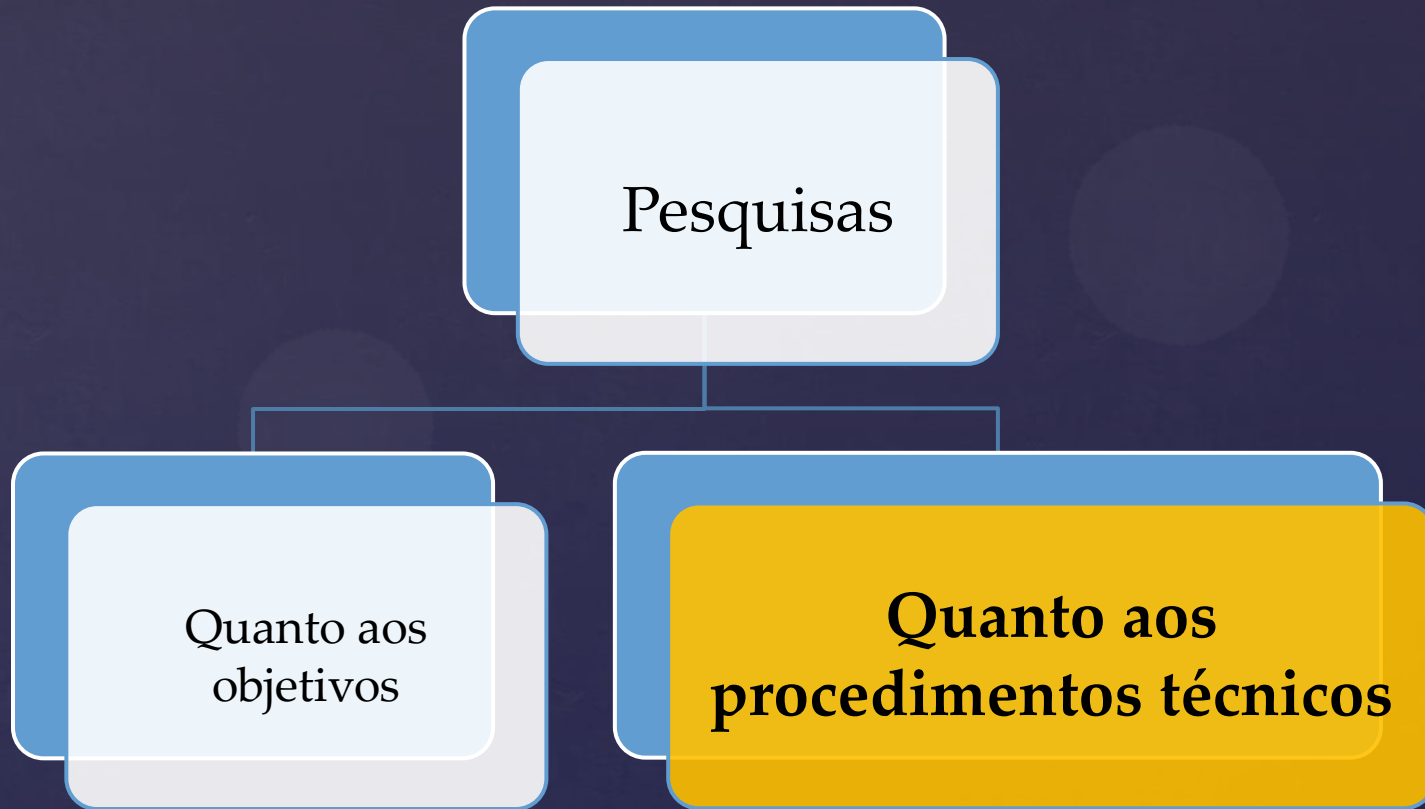 Pesquisas
Quanto aos
objetivos
Quanto aos
procedimentos técnicos